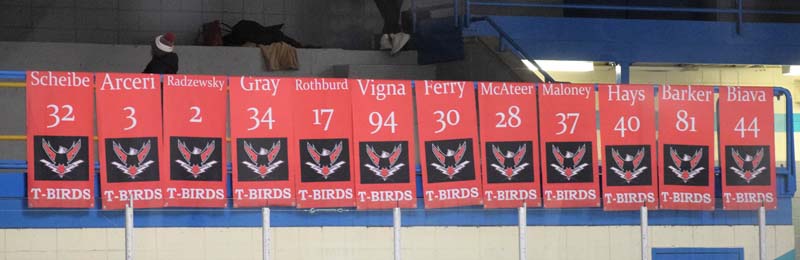 Scheibe
32
T-BIRDS
Arceri
3
T-BIRDS
Radzewsky
2
T-BIRDS
Gray
34
T-BIRDS
Rothburd
17
T-BIRDS
Vigna
94
T-BIRDS
Ferry
30
T-BIRDS
McAteer
28
T-BIRDS
Maloney
37
T-BIRDS
Hays
40
T-BIRDS
Barker
81
T-BIRDS
Biava
44
T-BIRDS